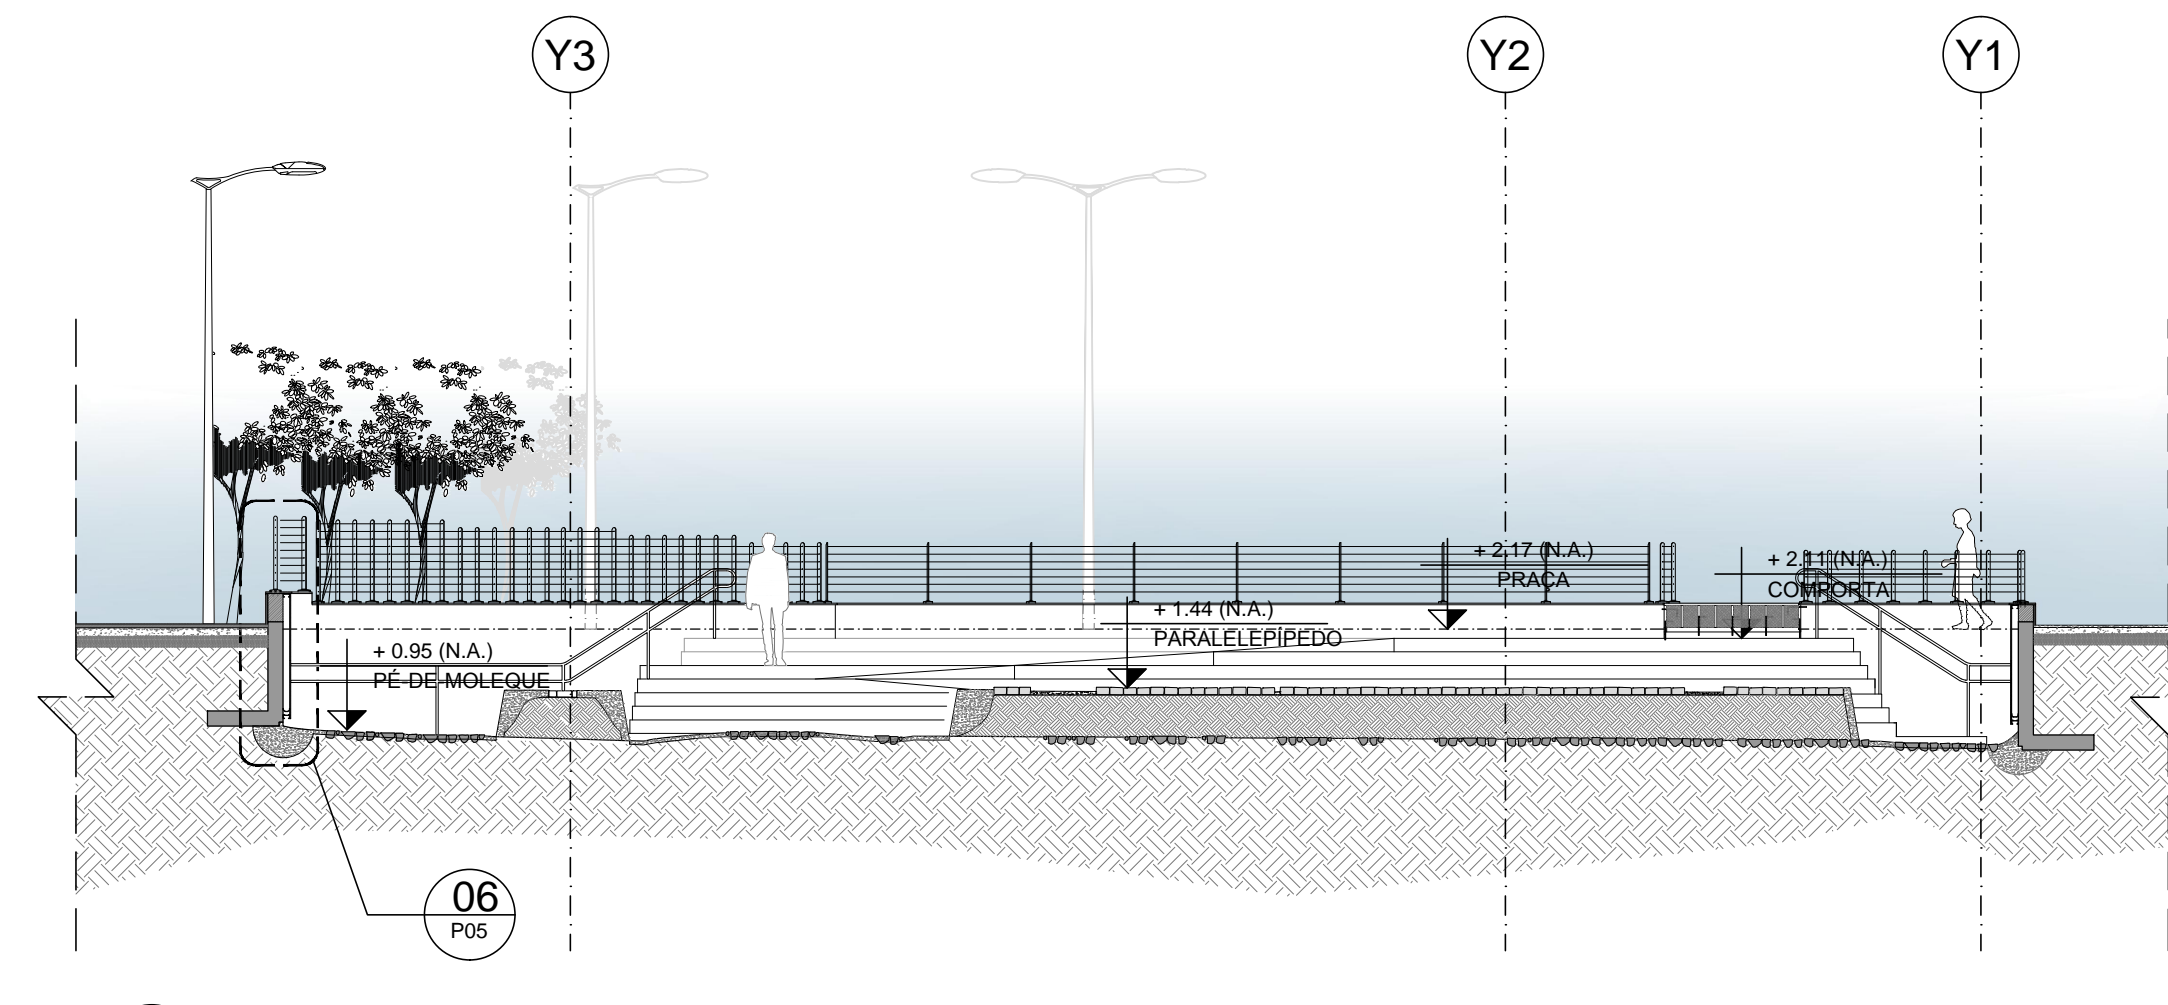 Y3
Y2
Y1
+ 2.17 (N.A.)
PRAÇA
+ 2.11 (N.A.)
COMPORTA
+ 1.44 (N.A.)
PARALELEPÍPEDO
+ 0.95 (N.A.)
PÉ-DE-MOLEQUE
06
P05